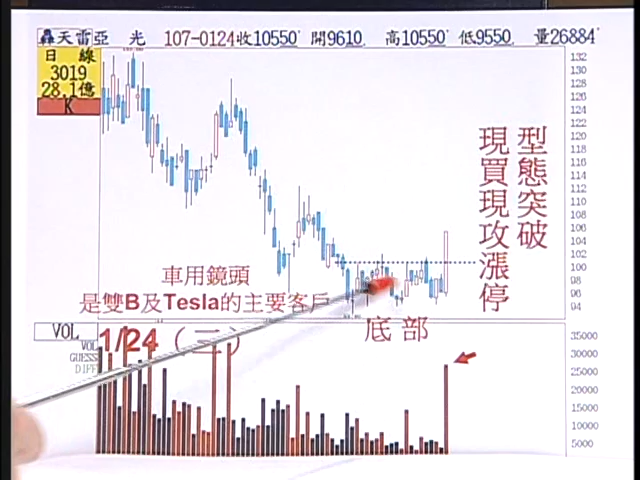 轟天雷亞 光 107-0124收10550 開9610. 高10550 低9550. 量26884
日 線
3019
28.1億
K
132
130
128
126
124
122
120
118
116
114
112
110
108
106
104
102
100
98
96
94
型態突破
現買現攻漲停
車用鏡頭
是雙B及Tesla的主要客戶
底部
VOL
1/24（三）
VOL
GUESS
DIFF
35000
30000
25000
20000
15000
10000
5000